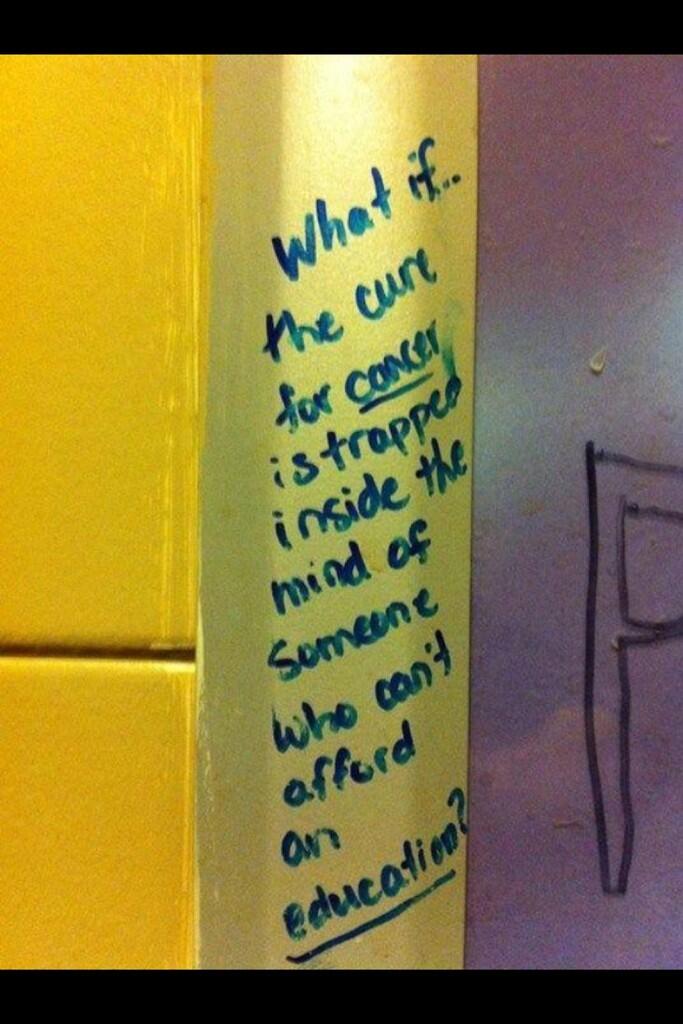 What if...
the cure
for cancer
is trapped
inside the
mind of
someone
who can't
afford
an
education?
P